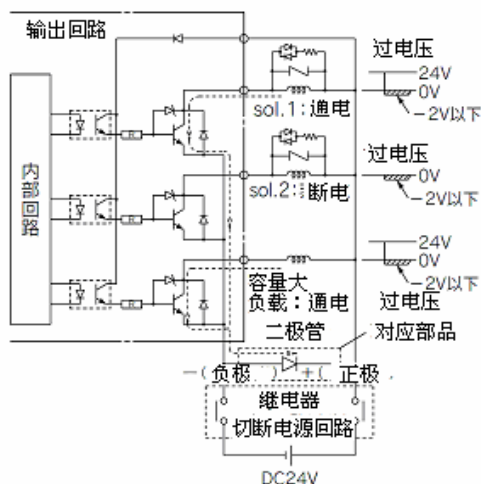 输出回路
过电压
24V
0V
-2V以下
sol.1:通电
内部回路
R
过电压
0V
-2V以下
sol.2:断电
R
24V
0V
-2V以下
过电压
容量大
负载:通电
R
二极管
对应部品
-(负极 ) +( 正极
继电器
切断电源回路
DC24V